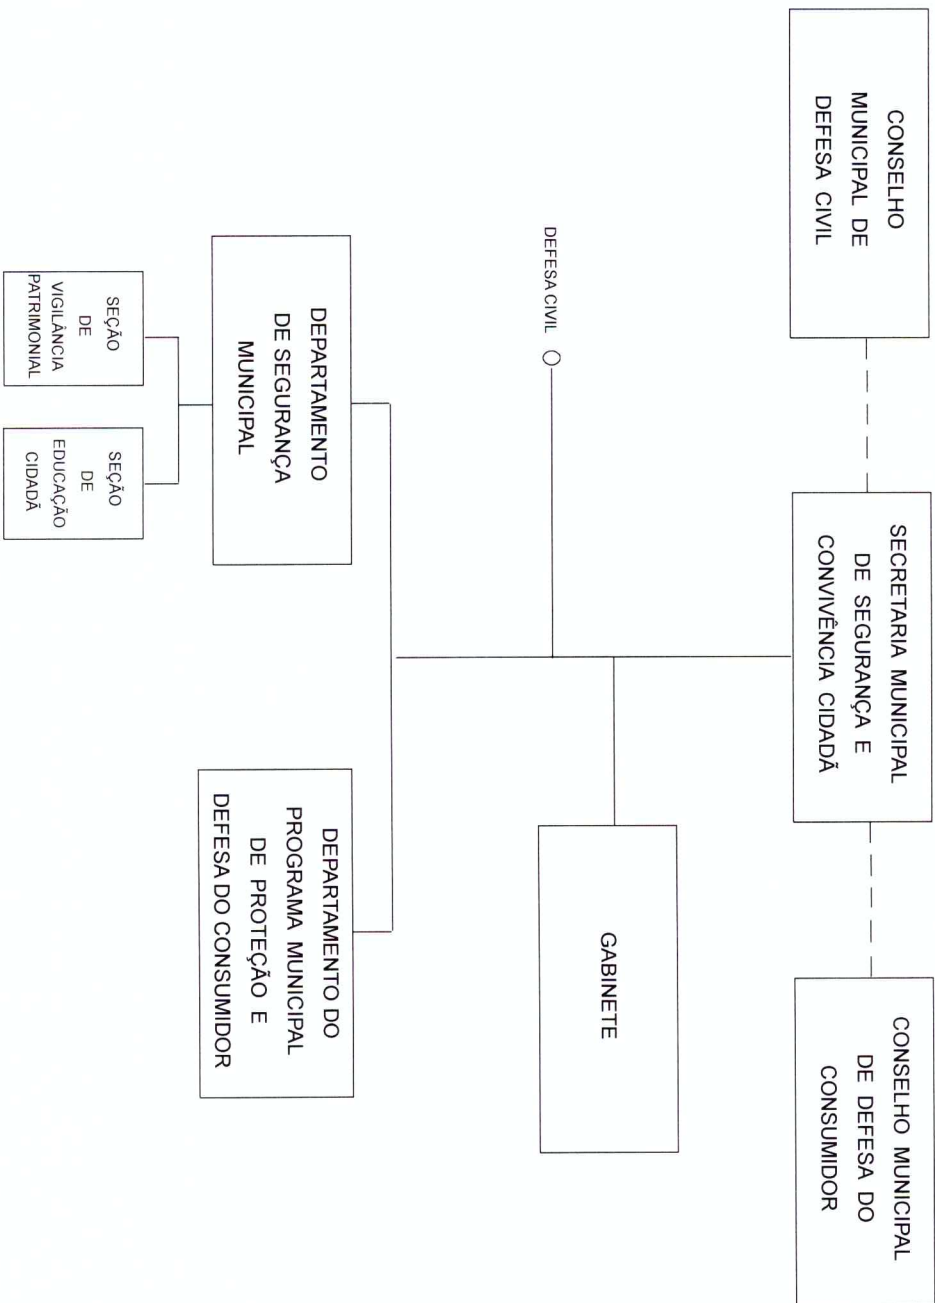 CONSELHO
MUNICIPAL DE
DEFESA CIVIL
SECRETARIA MUNICIPAL
DE SEGURANÇA E
CONVIVÊNCIA CIDADÃ
CONSELHO MUNICIPAL
DE DEFESA DO
CONSUMIDOR
GABINETE
DEFESA CIVIL
DEPARTAMENTO
DE SEGURANÇA
MUNICIPAL
DEPARTAMENTO DO
PROGRAMA MUNICIPAL
DE PROTEÇÃO E
DEFESA DO CONSUMIDOR
SEÇÃO
DE
VIGILÂNCIA
PATRIMONIAL
SEÇÃO
DE
EDUCAÇÃO
CIDADÃ